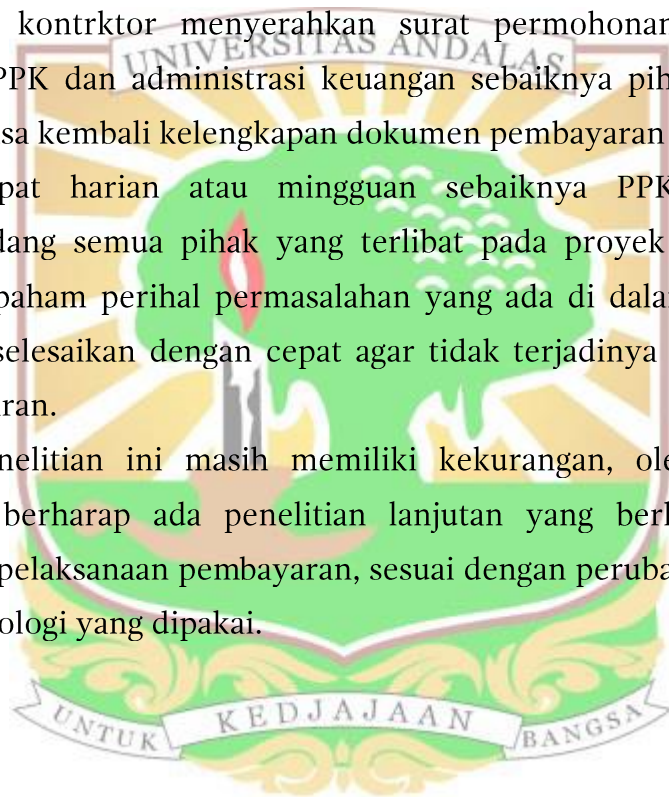 kontrktor menyerahkan surat permohonan
UNIVERSITAS ANDALAS
PPK dan administrasi keuangan sebaiknya pih
sa kembali kelengkapan dokumen pembayaran
pat harian atau mingguan sebaiknya PPK
dang semua pihak yang terlibat pada proyek
paham perihal permasalahan yang ada di dala
selesaikan dengan cepat agar tidak terjadinya
ran.
nelitian ini masih memiliki kekurangan, ole
berharap ada penelitian lanjutan yang berl
pelaksanaan pembayaran, sesuai dengan peruba
ologi yang dipakai.
UNTUK KEDJAJAAN BANGSA